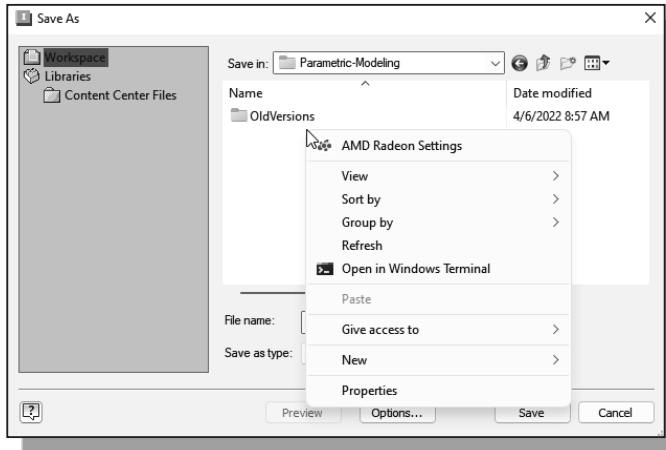 Save As
Workspace
Libraries
Content Center Files
Save in: Parametric-Modeling
Name Date modified
OldVersions 4/6/2022 8:57 AM
AMD Radeon Settings
View
Sort by
Group by
Refresh
Open in Windows Terminal
Paste
File name:
Give access to
Save as type:
New
Properties
? Preview Options... Save Cancel